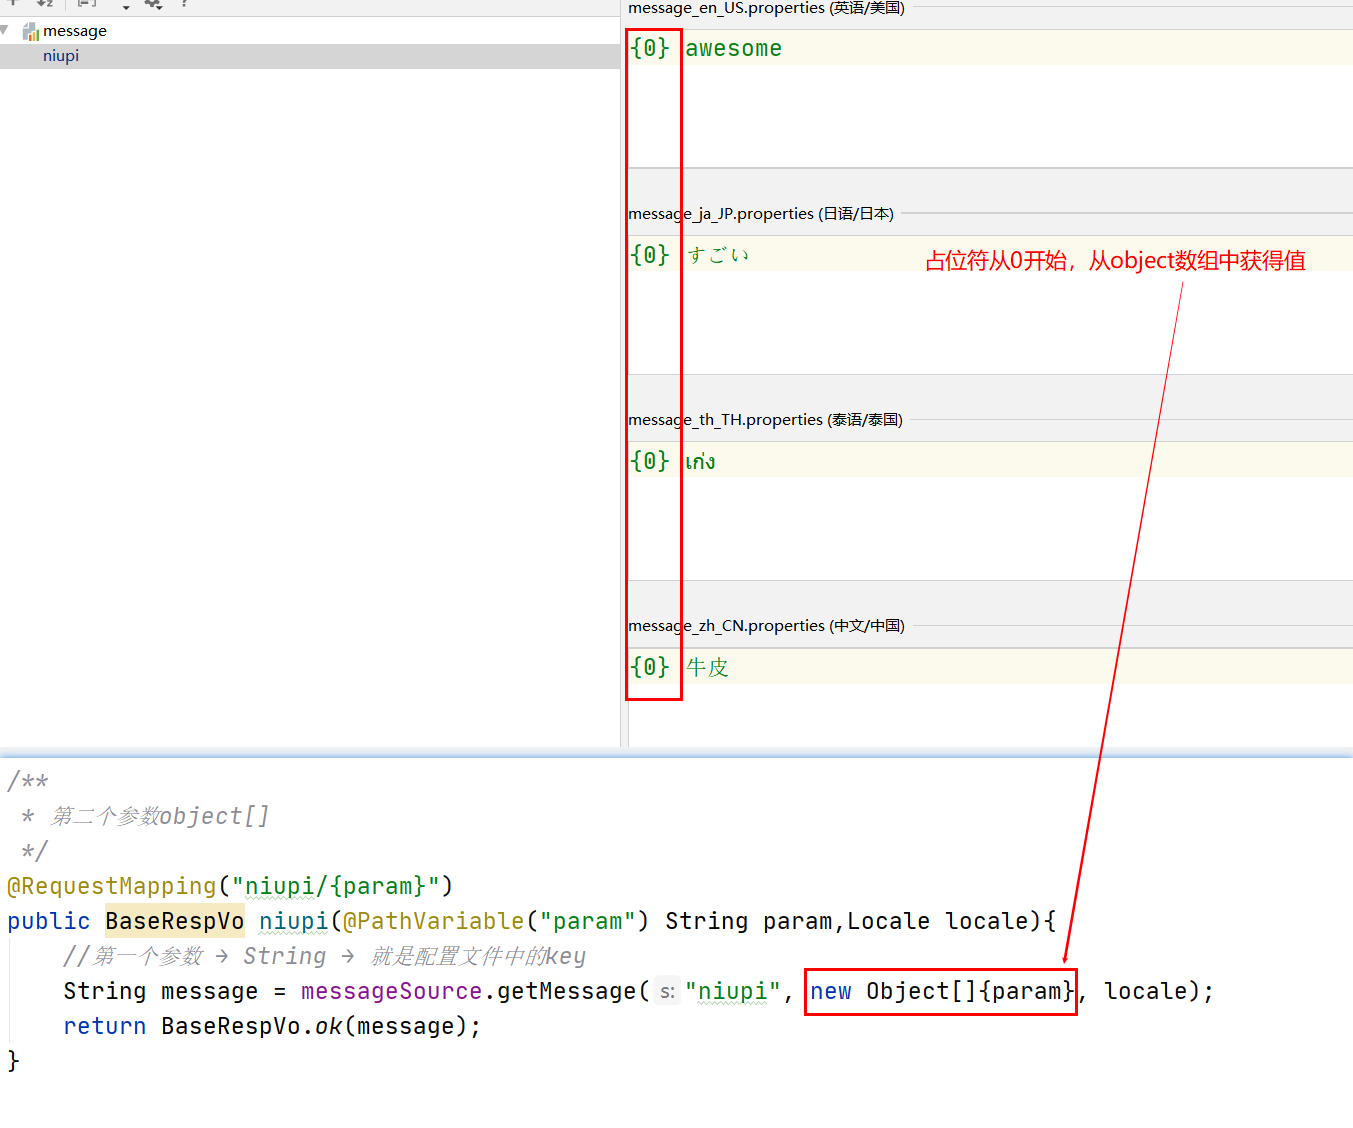 message
niupi
message_en_US.properties (英语/美国)
{0} awesome
message_ja_JP.properties (日语/日本)
{0} すごい
占位符从0开始，从object数组中获得值
message_th_TH.properties (泰语/泰国)
{0} เก่ง
message_zh_CN.properties (中文/中国)
{0} 牛皮
/**
* 第二个参数object[]
*/
@RequestMapping("niupi/{param}")
public BaseRespVo niupi(@PathVariable("param") String param,Locale locale){
//第一个参数 → String → 就是配置文件中的key
String message = messageSource.getMessage( s: "niupi", new Object[]{param}, locale);
return BaseRespVo.ok(message);
}